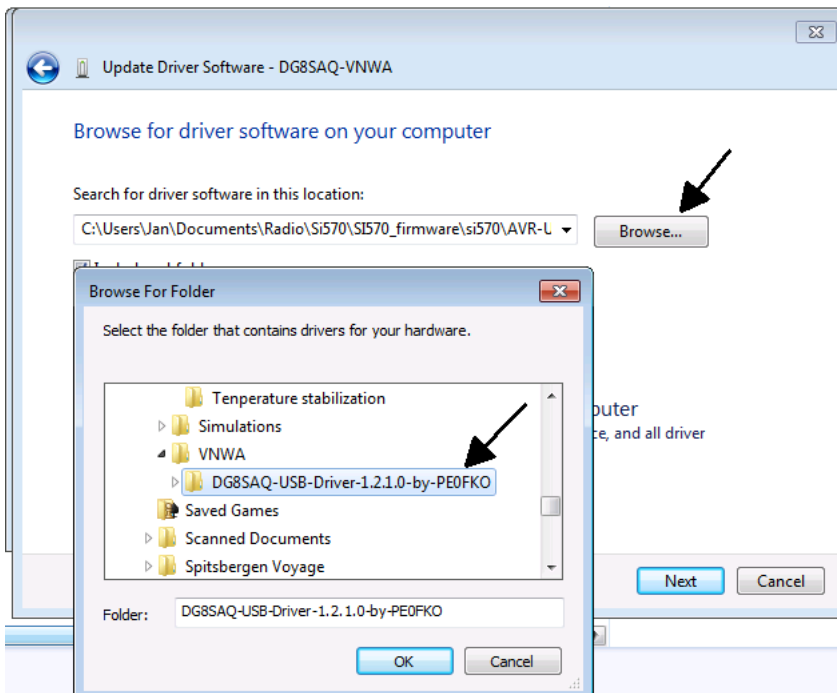 Update Driver Software - DG8SAQ-VNWA
Browse for driver software on your computer
Search for driver software in this location:
C:\Users\Jan\Documents\Radio\Si570\SI570_firmware\si570\AVR-U
Browse...
Browse For Folder
Select the folder that contains drivers for your hardware.
Tenperature stabilization
Simulations
VNWA
DG8SAQ-USB-Driver-1.2.1.0-by-PE0FKO
Saved Games
Scanned Documents
Spitsbergen Voyage
Folder: DG8SAQ-USB-Driver-1.2.1.0-by-PE0FKO
OK Cancel
puter
ce, and all driver
Next Cancel